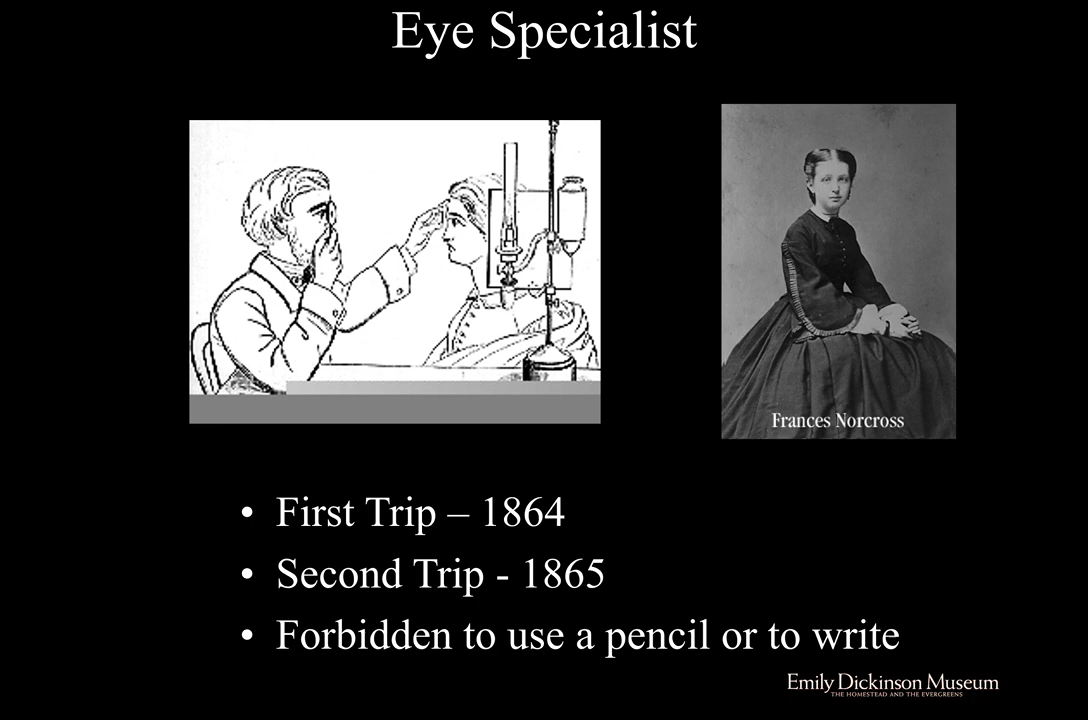 Eye Specialist
Frances Norcross
• First Trip – 1864
• Second Trip - 1865
• Forbidden to use a pencil or to write
Emily Dickinson Museum
THE HOMESTEAD AND THE EVERGREENS